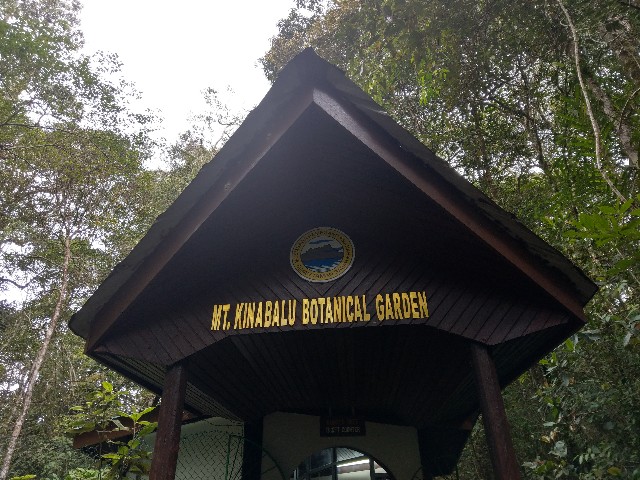 MT. KINABALU BOTANICAL GARDEN